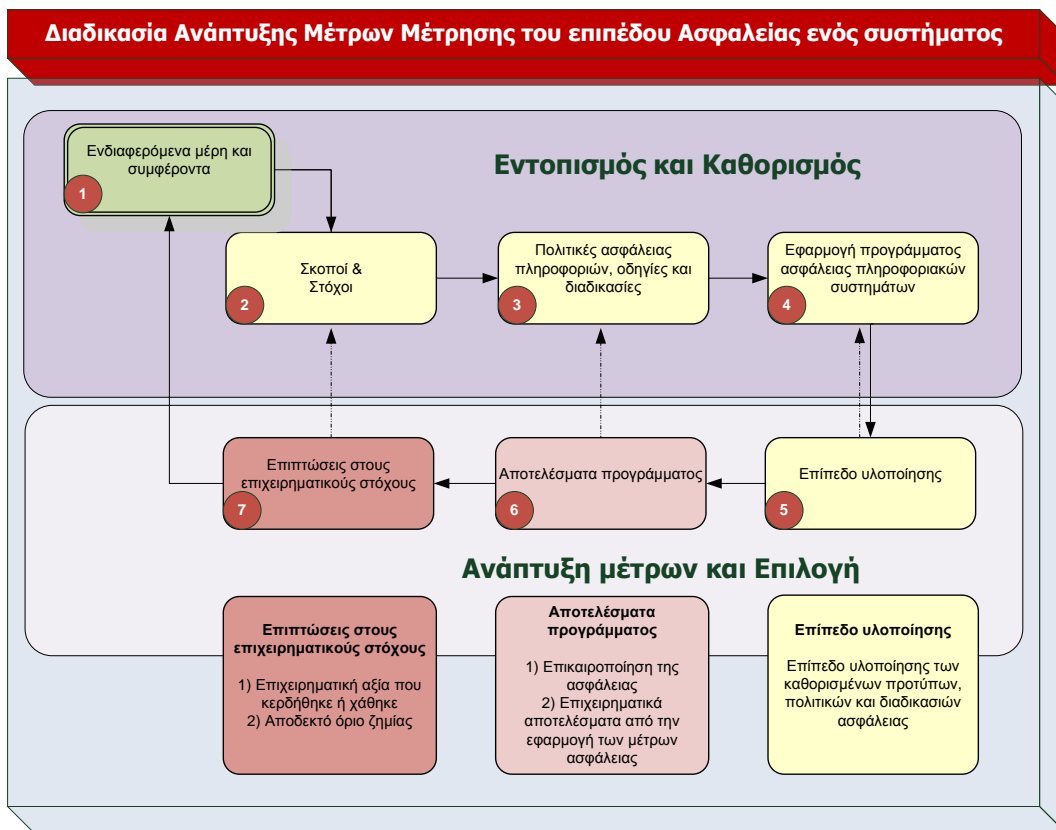 Διαδικασία Ανάπτυξης Μέτρων Μέτρησης του επιπέδου Ασφαλείας ενός συστήματος
Ενδιαφερόμενα μέρη και
συμφέροντα
1
Εντοπισμός και Καθορισμός
Σκοποί &
Στόχοι
2
Πολιτικές ασφάλειας
πληροφοριών, οδηγίες και
διαδικασίες
3
Εφαρμογή προγράμματος
ασφάλειας πληροφοριακών
συστημάτων
4
Επιπτώσεις στους
επιχειρηματικούς στόχους
7
Αποτελέσματα προγράμματος
6
Επίπεδο υλοποίησης
5
Ανάπτυξη μέτρων και Επιλογή
Επιπτώσεις στους
επιχειρηματικούς στόχους
1) Επιχειρηματική αξία που
κερδήθηκε ή χάθηκε
2) Αποδεκτό όριο ζημίας
Αποτελέσματα
προγράμματος
1) Επικαιροποίηση της
ασφάλειας
2) Επιχειρηματικά
αποτελέσματα από την
εφαρμογή των μέτρων
ασφάλειας
Επίπεδο υλοποίησης
Επίπεδο υλοποίησης των
καθορισμένων προτύπων,
πολιτικών και διαδικασιών
ασφάλειας